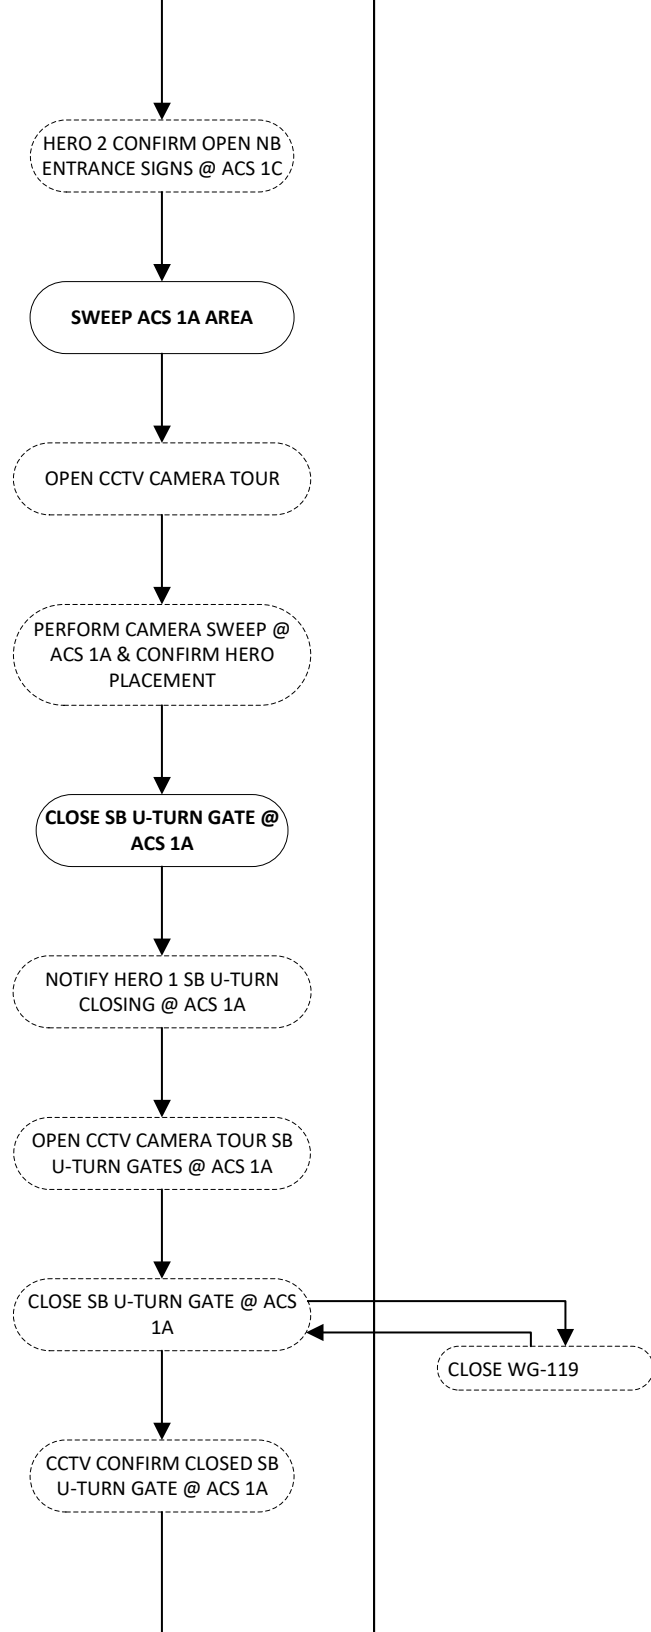 HERO 2 CONFIRM OPEN NB
ENTRANCE SIGNS @ ACS 1C
SWEEP ACS 1A AREA
OPEN CCTV CAMERA TOUR
PERFORM CAMERA SWEEP @
ACS 1A & CONFIRM HERO
PLACEMENT
CLOSE SB U-TURN GATE @
ACS 1A
NOTIFY HERO 1 SB U-TURN
CLOSING @ ACS 1A
OPEN CCTV CAMERA TOUR SB
U-TURN GATES @ ACS 1A
CLOSE SB U-TURN GATE @ ACS
1A
CLOSE WG-119
CCTV CONFIRM CLOSED SB
U-TURN GATE @ ACS 1A